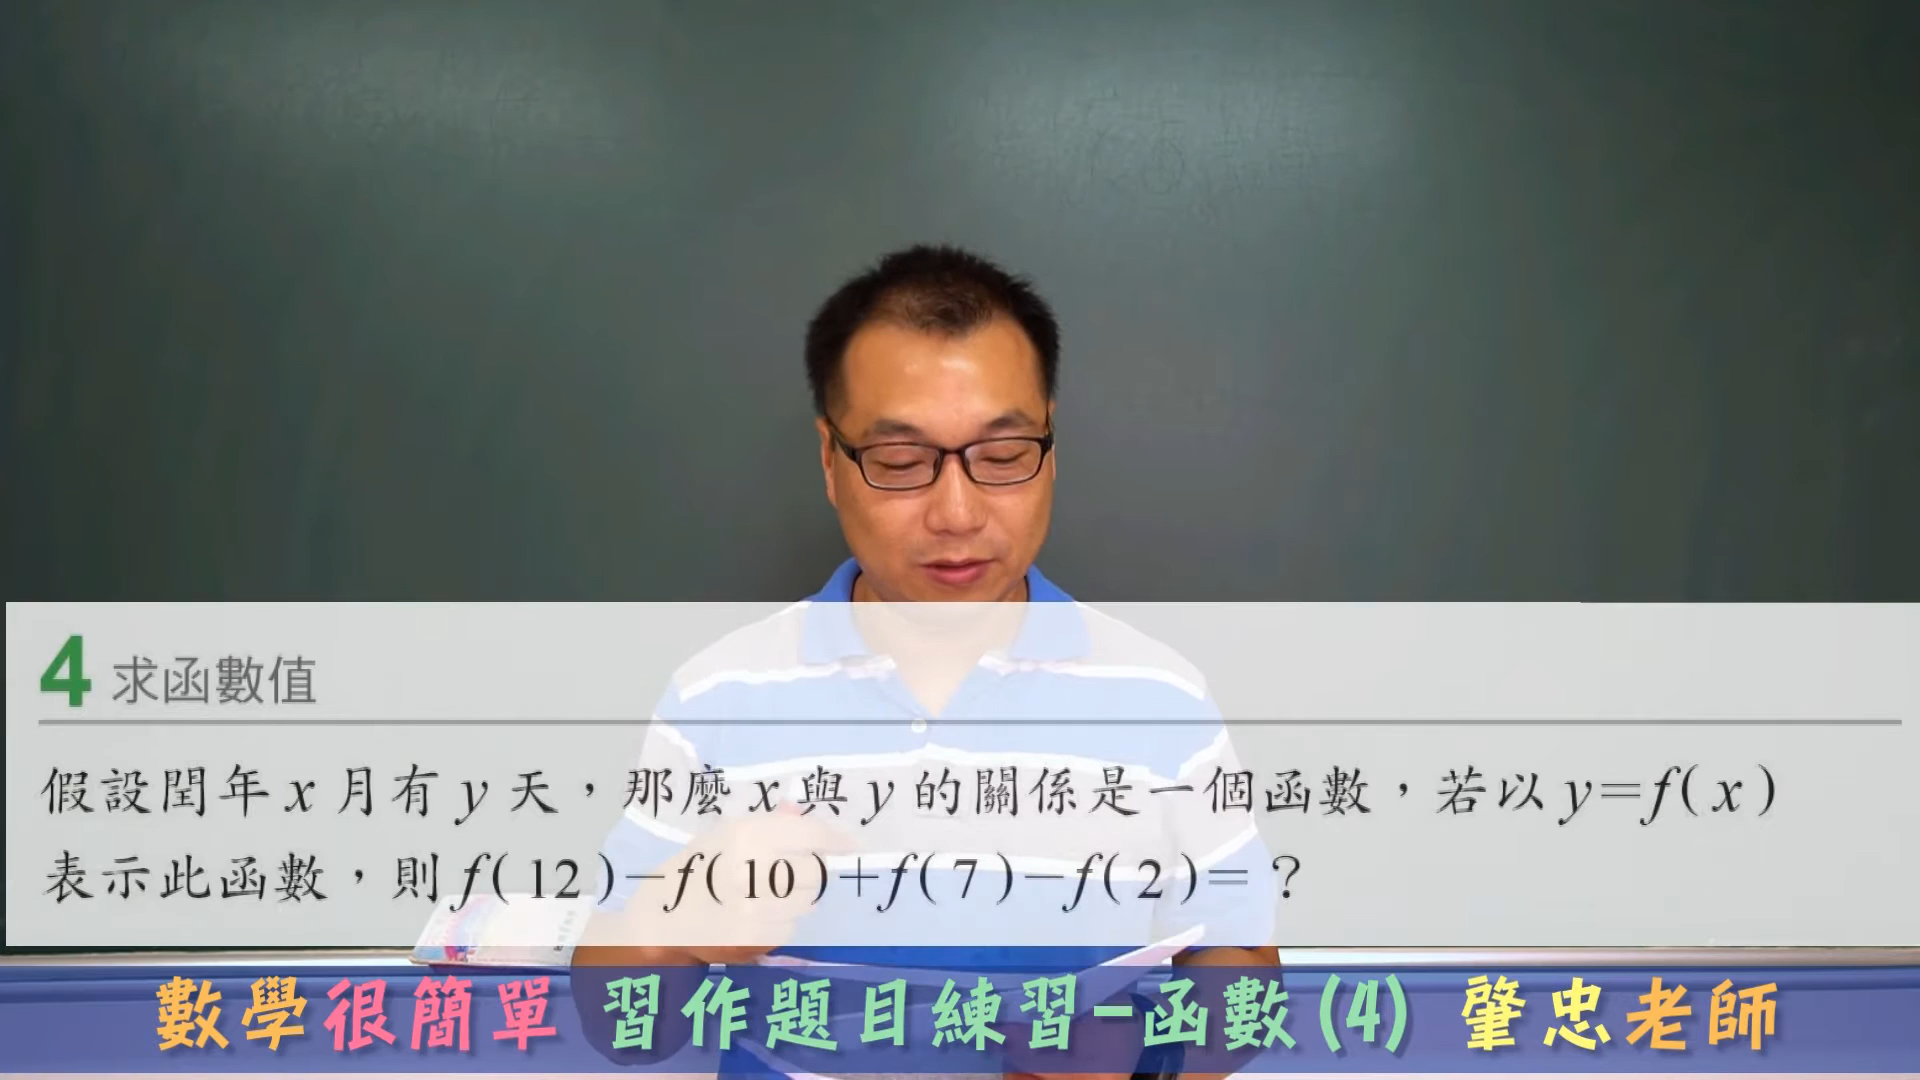 4 求函數值
假設閏年 x 月有 y 天，那麼 x 與 y 的關係是一個函數，若以 y=f(x)
表示此函數，則 f(12)-f(10)+f(7)-f(2)=？
數學很簡單 習作題目練習-函數(4) 肇忠老師